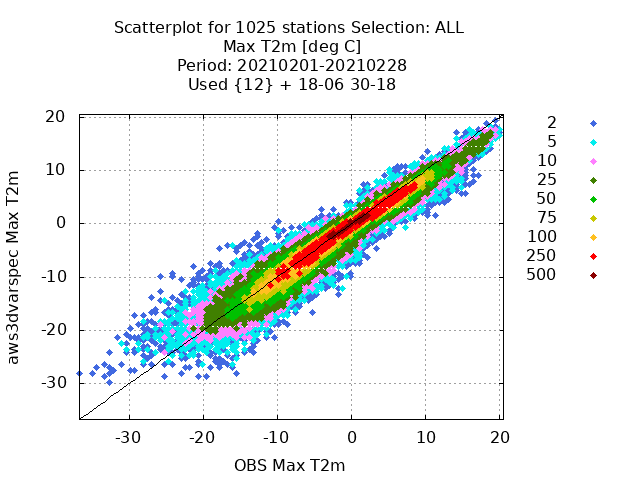 Scatterplot for 1025 stations Selection: ALL
Max T2m [deg C]
Period: 20210201-20210228
Used {12} + 18-06 30-18
20
10
0
-10
-20
-30
aws3dvarspec Max T2m
-30 -20 -10 0 10 20
OBS Max T2m
2
5
10
25
50
75
100
250
500